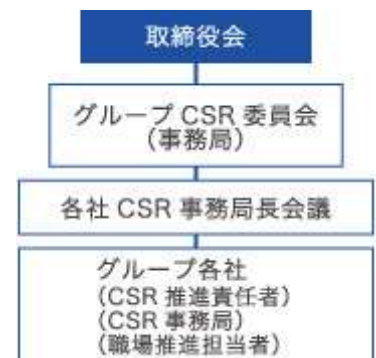 取締役会
グループ CSR 委員会
（事務局）
各社 CSR 事務局長会議
グループ各社
（CSR 推進責任者）
（CSR 事務局）
（職場推進担当者）